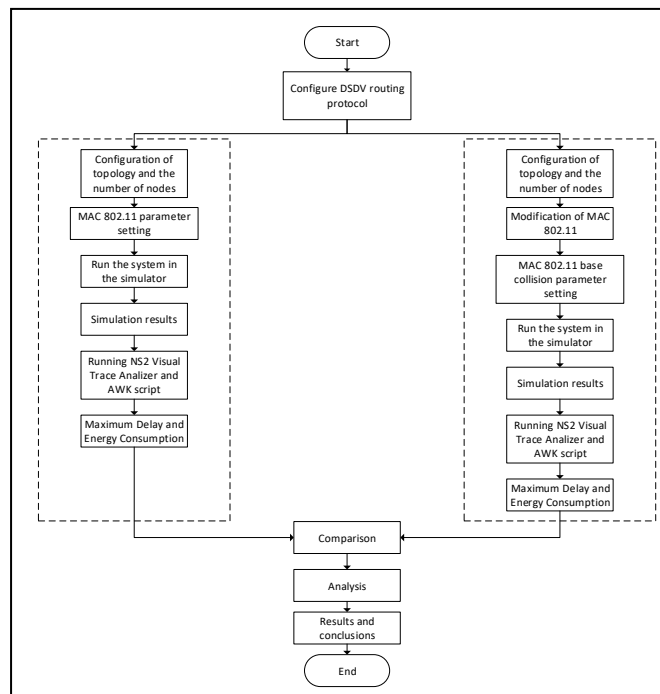 Start
Configure DSDV routing
protocol
Configuration of
topology and the
number of nodes
MAC 802.11 parameter
setting
Run the system in
the simulator
Simulation results
Running NS2 Visual
Trace Analizer and
AWK script
Maximum Delay and
Energy Consumption
Configuration of
topology and the
number of nodes
Modification of MAC
802.11
MAC 802.11 base
collision parameter
setting
Run the system in
the simulator
Simulation results
Running NS2 Visual
Trace Analizer and
AWK script
Maximum Delay and
Energy Consumption
Comparison
Analysis
Results and
conclusions
End